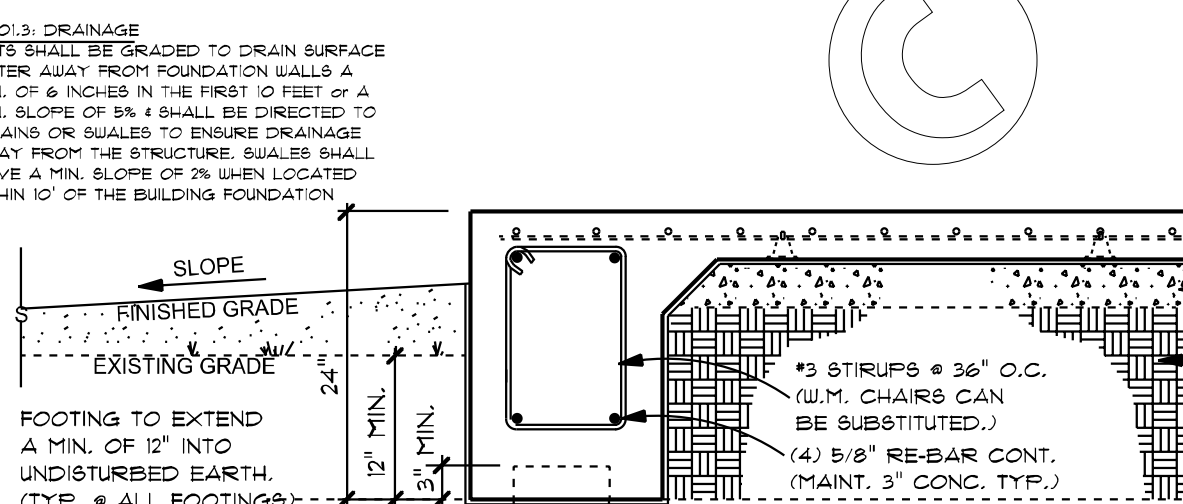 01.3: DRAINAGE
TS SHALL BE GRADED TO DRAIN SURFACE
TER AWAY FROM FOUNDATION WALLS A
. OF 6 INCHES IN THE FIRST 10 FEET or A
. SLOPE OF 5% & SHALL BE DIRECTED TO
AINS OR SWALES TO ENSURE DRAINAGE
AY FROM THE STRUCTURE. SWALES SHALL
VE A MIN. SLOPE OF 2% WHEN LOCATED
HIN 10' OF THE BUILDING FOUNDATION
C
SLOPE
S
FINISHED GRADE
EXISTING GRADE
24"
12" MIN.
3" MIN.
FOOTING TO EXTEND
A MIN. OF 12" INTO
UNDISTURBED EARTH.
(TYP. @ ALL FOOTINGS)
#3 STIRUPS @ 36" O.C.
(W.M. CHAIRS CAN
BE SUBSTITUTED.)
(4) 5/8" RE-BAR CONT.
(MAINT. 3" CONC. TYP.)